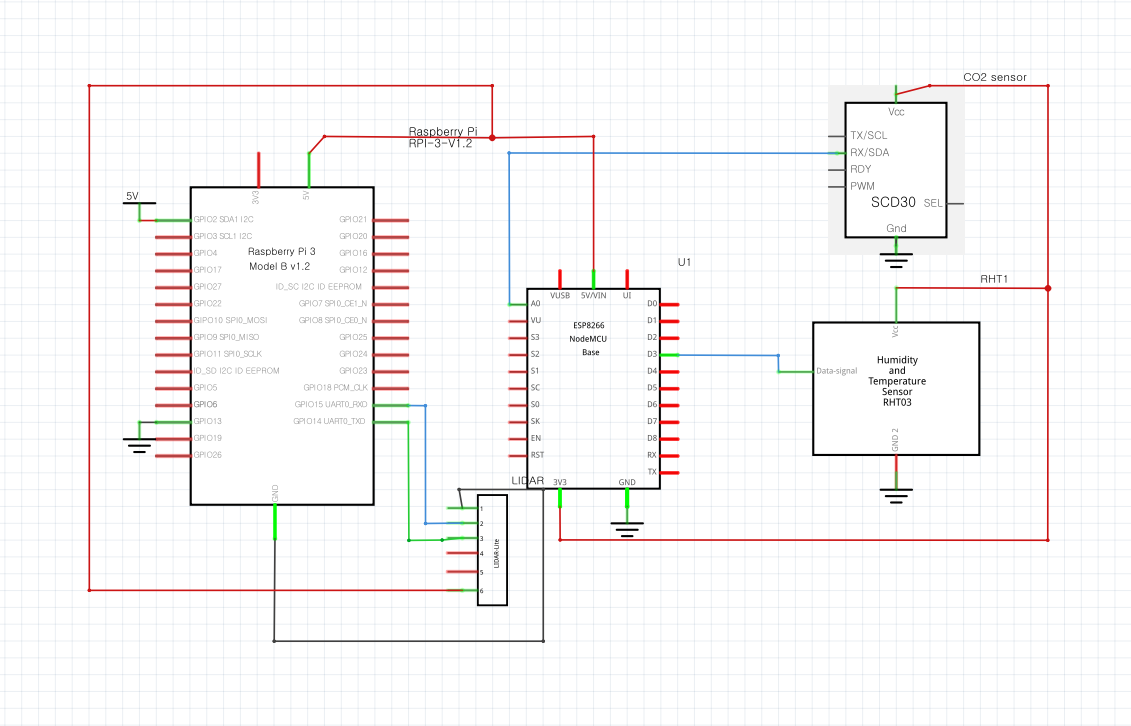 CO2 sensor
Raspberry Pi
RPI-3-V1.2
Vcc
TX/SCL
RX/SDA
RDY
PWM
SCD30
SEL
Gnd
3V3
5V
5V
GPIO2 SDA1 I2C
GPIO3 SCL1 I2C
GPIO4
GPIO17
GPIO27
GPIO22
GIPO10 SPI0_MOSI
GPIO9 SPI0_MISO
GPIO11 SPI0_SCLK
ID_SD I2C ID EEPROM
GPIO5
GPIO6
GPIO13
GPIO19
GPIO26
Raspberry Pi 3
Model B v1.2
GPIO21
GPIO20
GPIO16
GPIO12
ID_SC I2C ID EEPROM
GPIO7 SPI0_CE1_N
GPIO8 SPI0_CE0_N
GPIO25
GPIO24
GPIO23
GPIO18 PCM_CLK
GPIO15 UART0_RXD
GPIO14 UART0_TXD
GND
U1
VUSB
5V/VIN
UI
A0
VU
S3
S2
S1
SC
S0
SK
EN
RST
ESP8266
NodeMCU
Base
D0
D1
D2
D3
D4
D5
D6
D7
D8
RX
TX
3V3
GND
RHT1
Vcc
Data-signal
Humidity
and
Temperature
Sensor
RHT03
GND 2
LIDAR
1
2
3
4
5
6
LIDAR-Lite